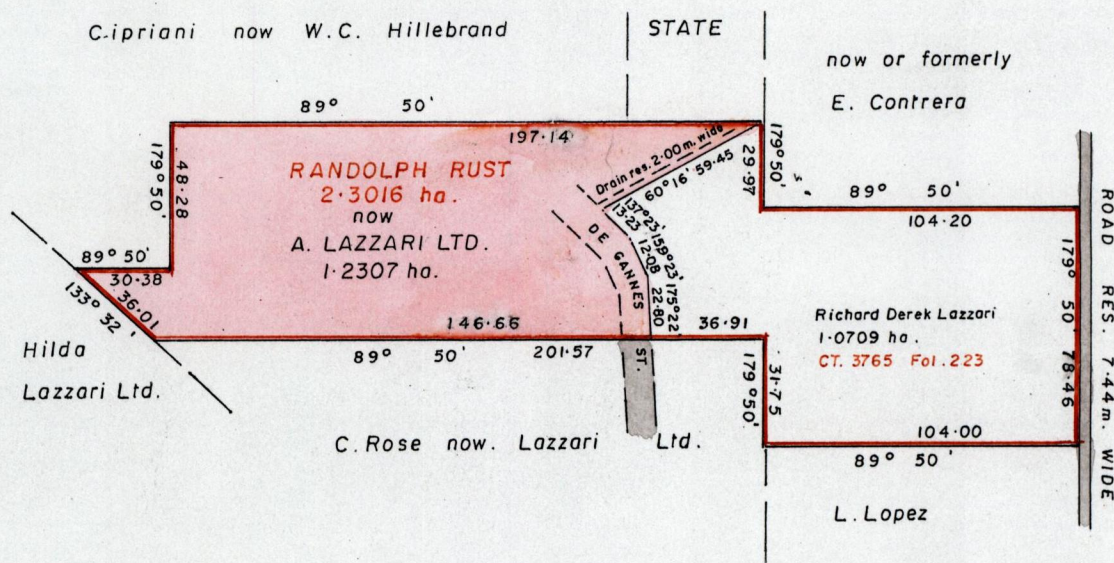 Cipriani now W.C. Hillebrand
STATE
now or formerly
E. Contrera
89° 50'
197·14
179° 50'
48·28
RANDOLPH RUST
2·3016 ha.
now
A. LAZZARI LTD.
1·2307 ha.
Drain res. 2·00 m. wide
60° 16' 59·45
179° 50'
29·97
89° 50'
104·20
137° 23'
13·23
159° 23'
12·08
175° 22'
22·80
DE GANNES
ST.
89° 50'
30·38
133° 32'
36·01
146·66
36·91
89° 50' 201·57
Hilda
Lazzari Ltd.
C. Rose now. Lazzari Ltd.
179° 50'
31·75
Richard Derek Lazzari
1·0709 ha.
CT. 3765 Fol. 223
179° 50' 78·46
ROAD RES. 7·44 m. WIDE
104·00
89° 50'
L. Lopez